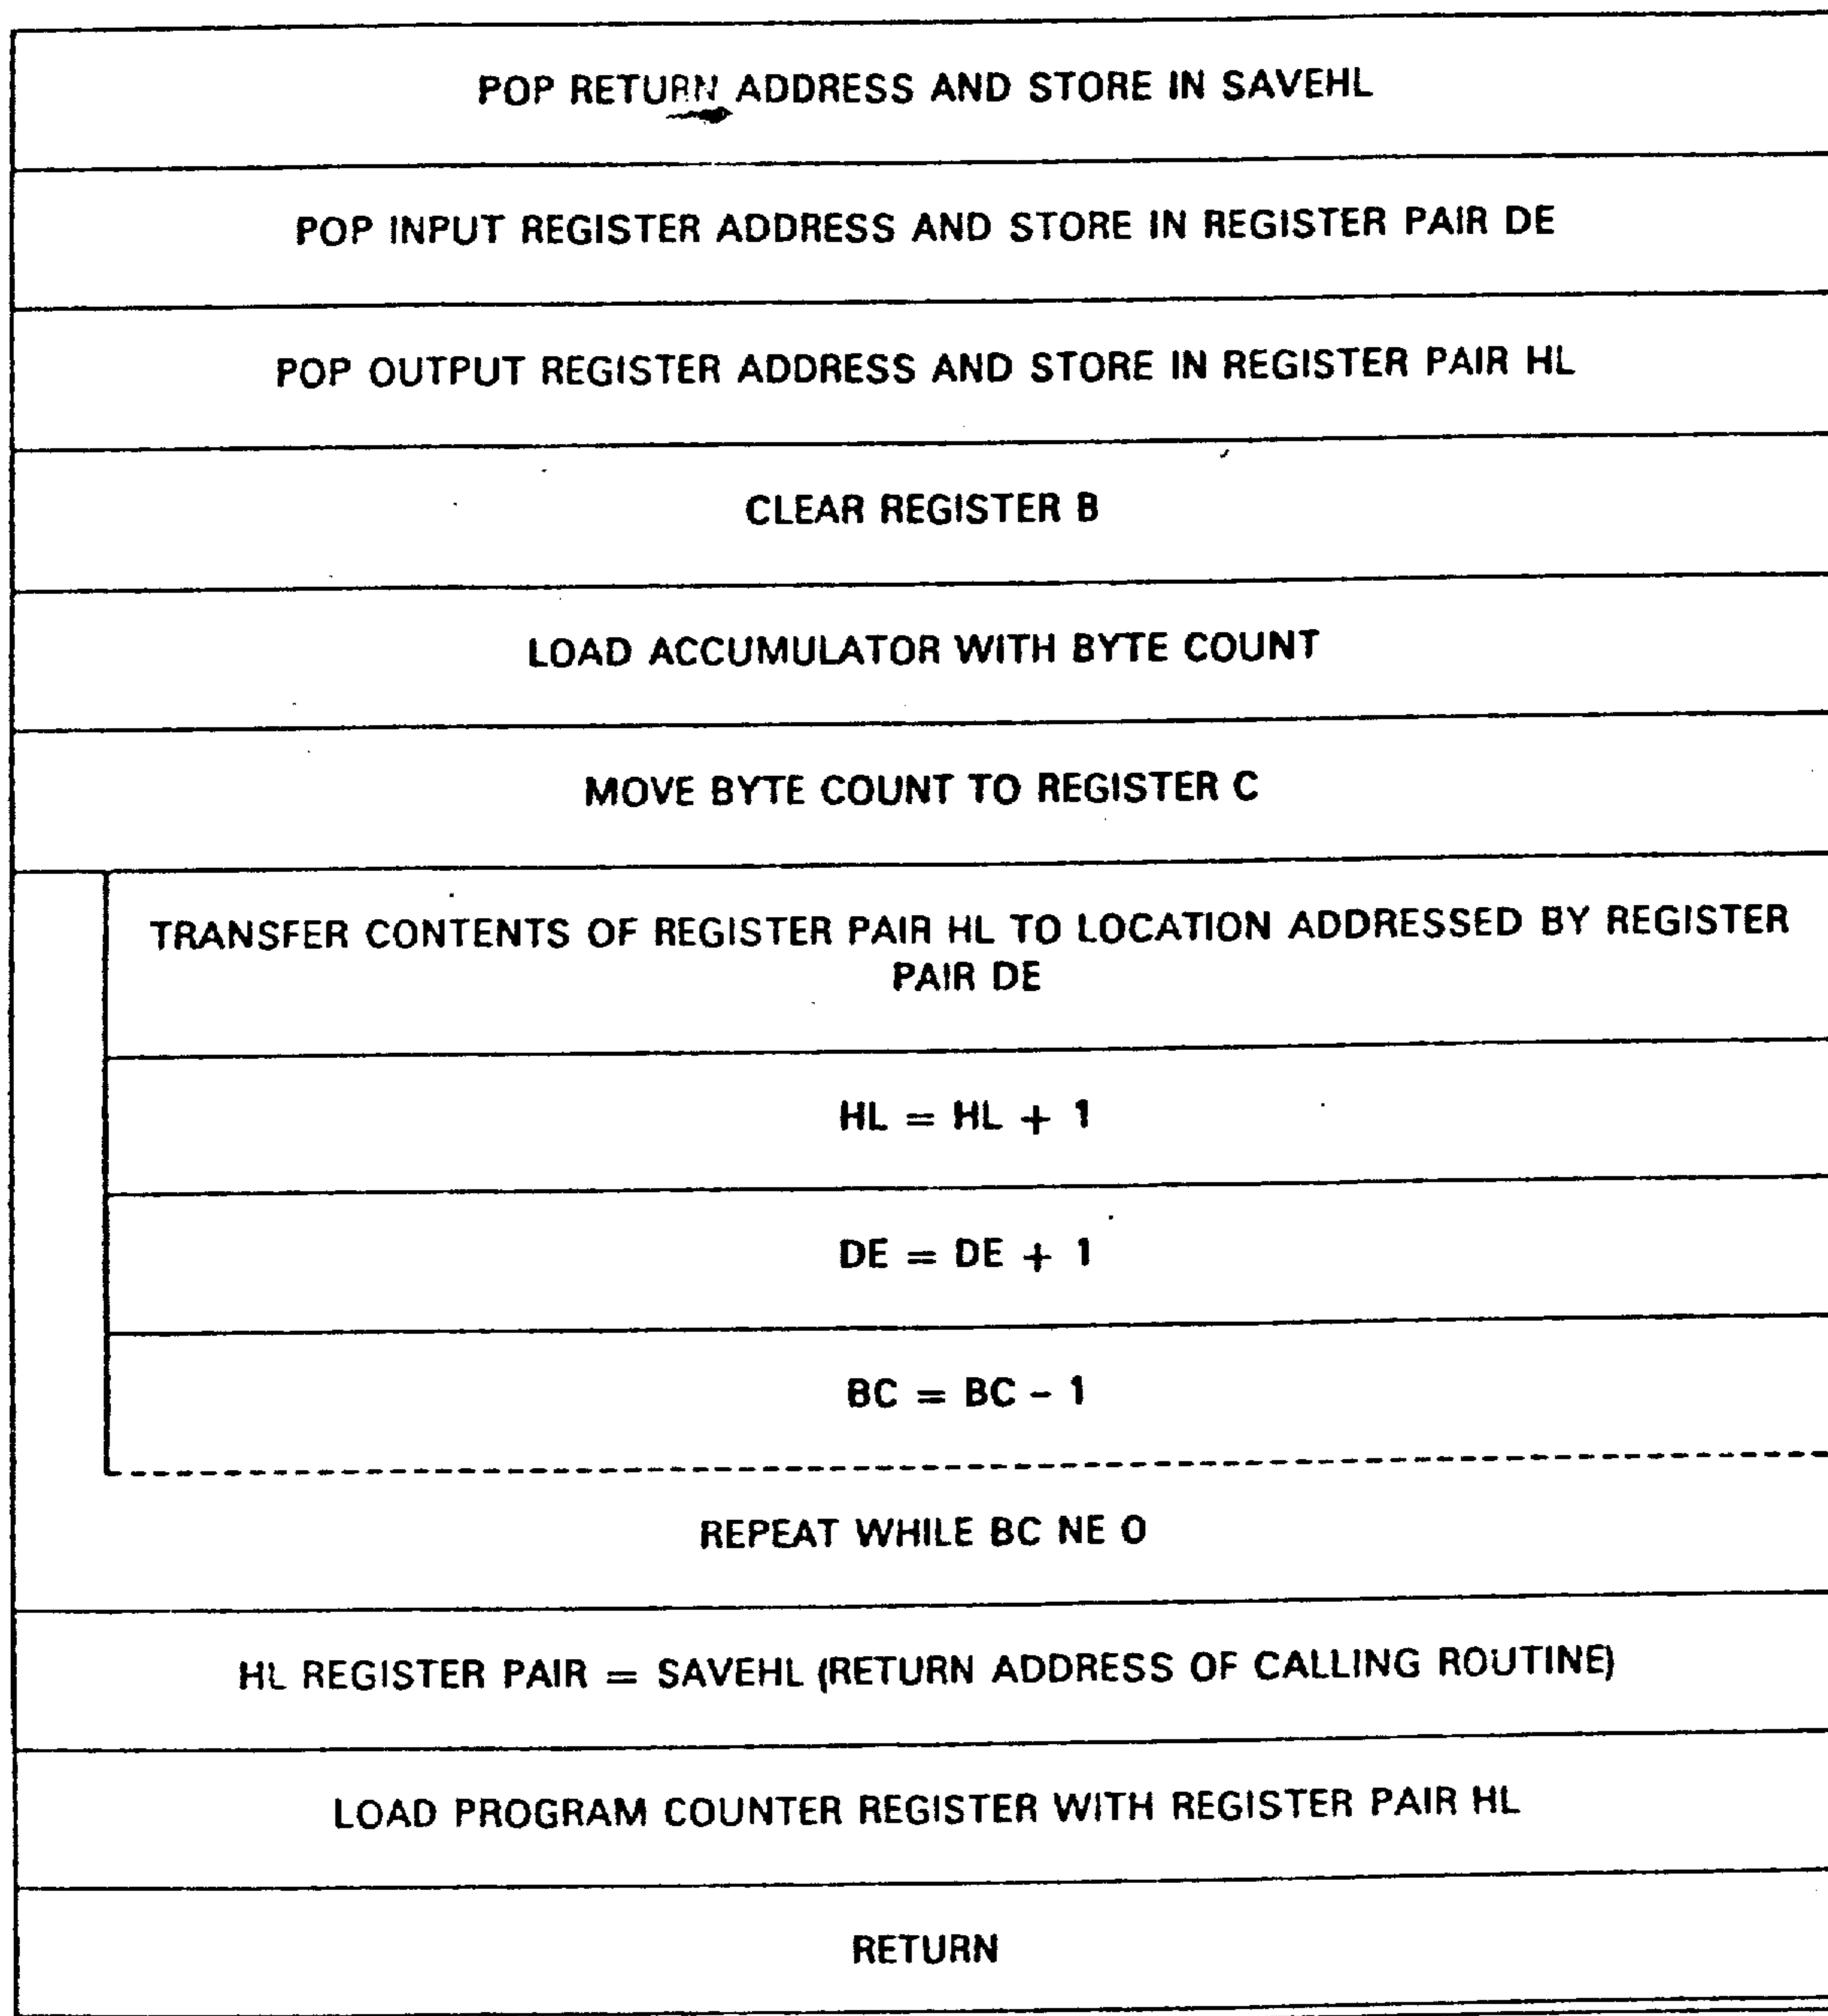 POP RETURN ADDRESS AND STORE IN SAVEHL
POP INPUT REGISTER ADDRESS AND STORE IN REGISTER PAIR DE
POP OUTPUT REGISTER ADDRESS AND STORE IN REGISTER PAIR HL
CLEAR REGISTER B
LOAD ACCUMULATOR WITH BYTE COUNT
MOVE BYTE COUNT TO REGISTER C
TRANSFER CONTENTS OF REGISTER PAIR HL TO LOCATION ADDRESSED BY REGISTER
PAIR DE
HL = HL + 1
DE = DE + 1
BC = BC - 1
REPEAT WHILE BC NE O
HL REGISTER PAIR = SAVEHL (RETURN ADDRESS OF CALLING ROUTINE)
LOAD PROGRAM COUNTER REGISTER WITH REGISTER PAIR HL
RETURN